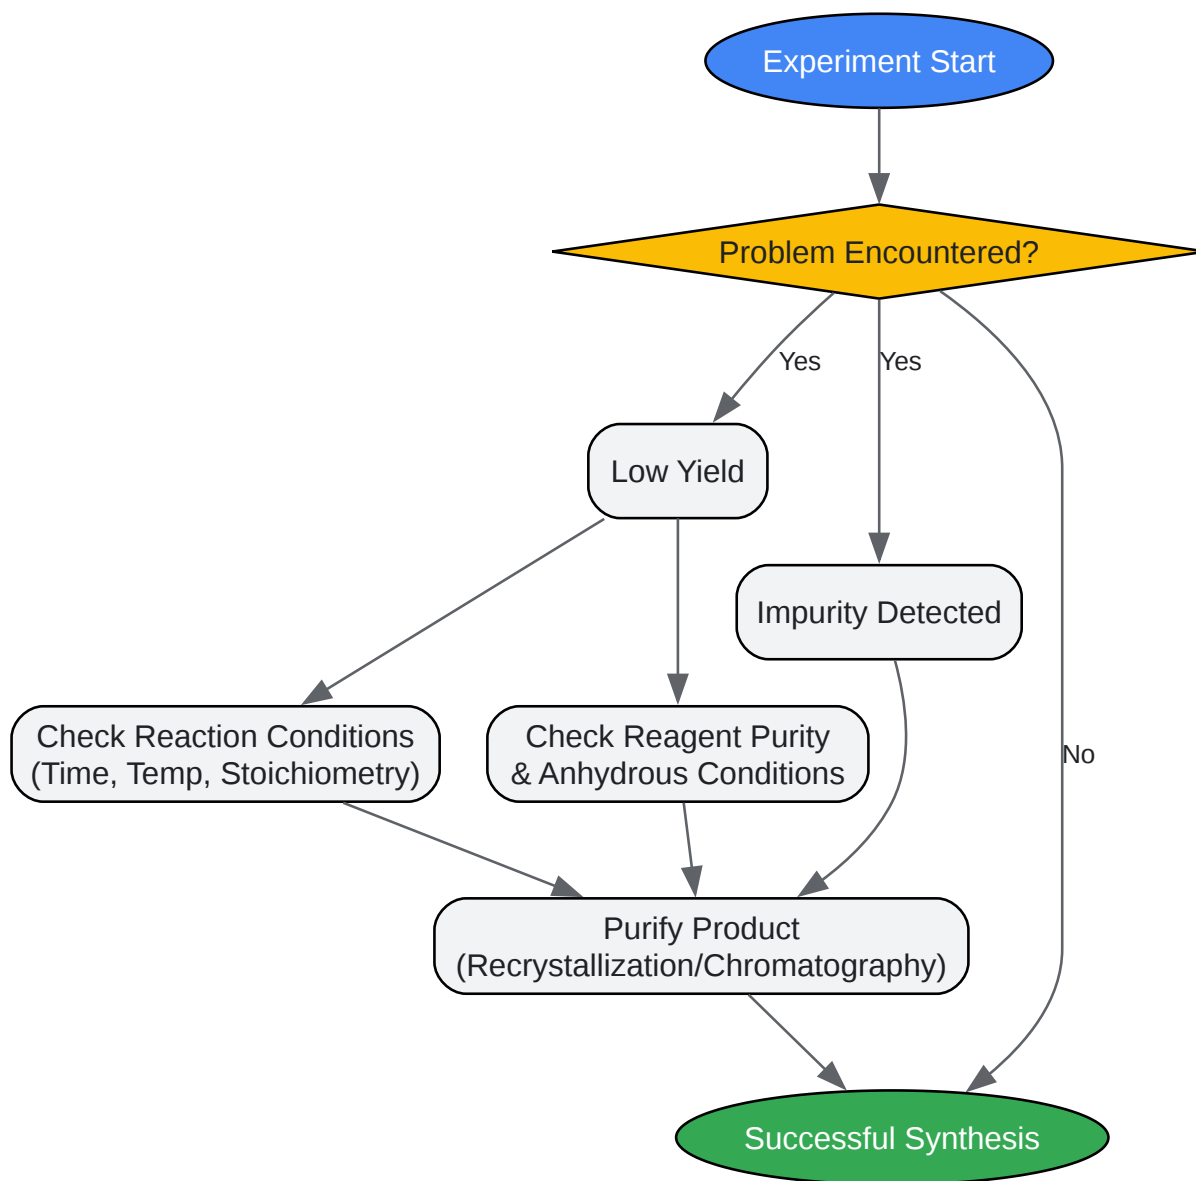 Experiment Start
Problem Encountered?
Yes
Yes
Low Yield
Impurity Detected
Check Reaction Conditions
(Time, Temp, Stoichiometry)
Check Reagent Purity
& Anhydrous Conditions
No
Purify Product
(Recrystallization/Chromatography)
Successful Synthesis